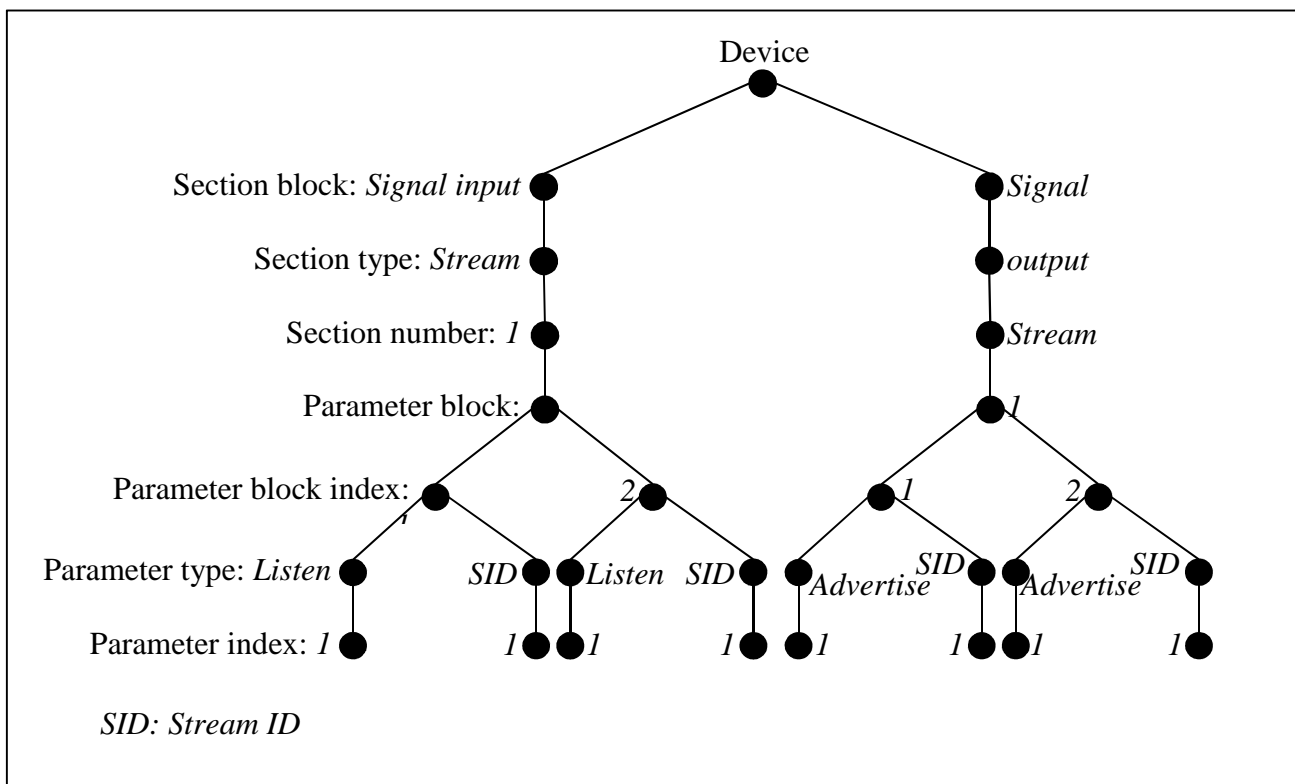 Device
Section block: Signal input Signal
Section type: Stream output
Section number: 1 Stream
Parameter block: 1
Parameter block index: 2 1 2
Parameter type: Listen SID Listen SID Advertise SID Advertise SID
Parameter index: 1 1 1 1 1 1 1 1
SID: Stream ID